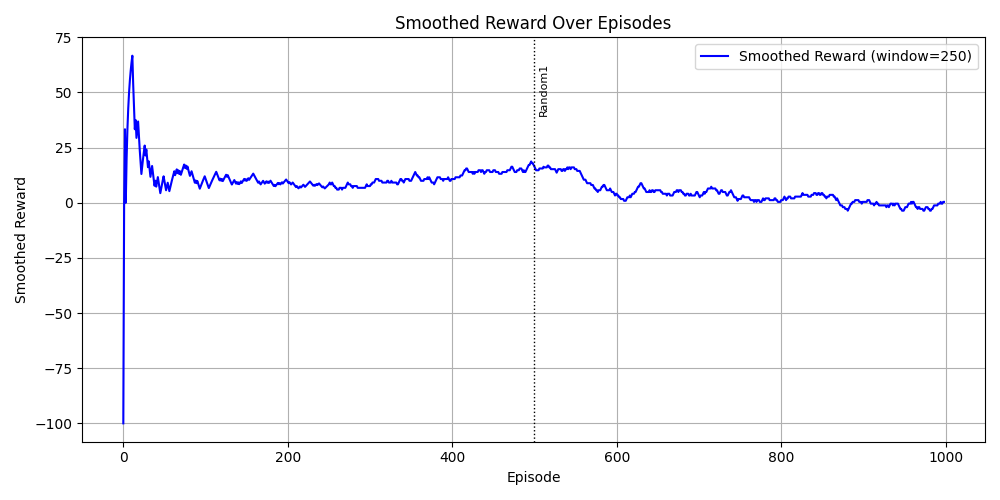 Smoothed Reward Over Episodes
Smoothed Reward (window=250)
Random1
75
50
25
0
−25
−50
−75
−100
Smoothed Reward
0
200
400
600
800
1000
Episode